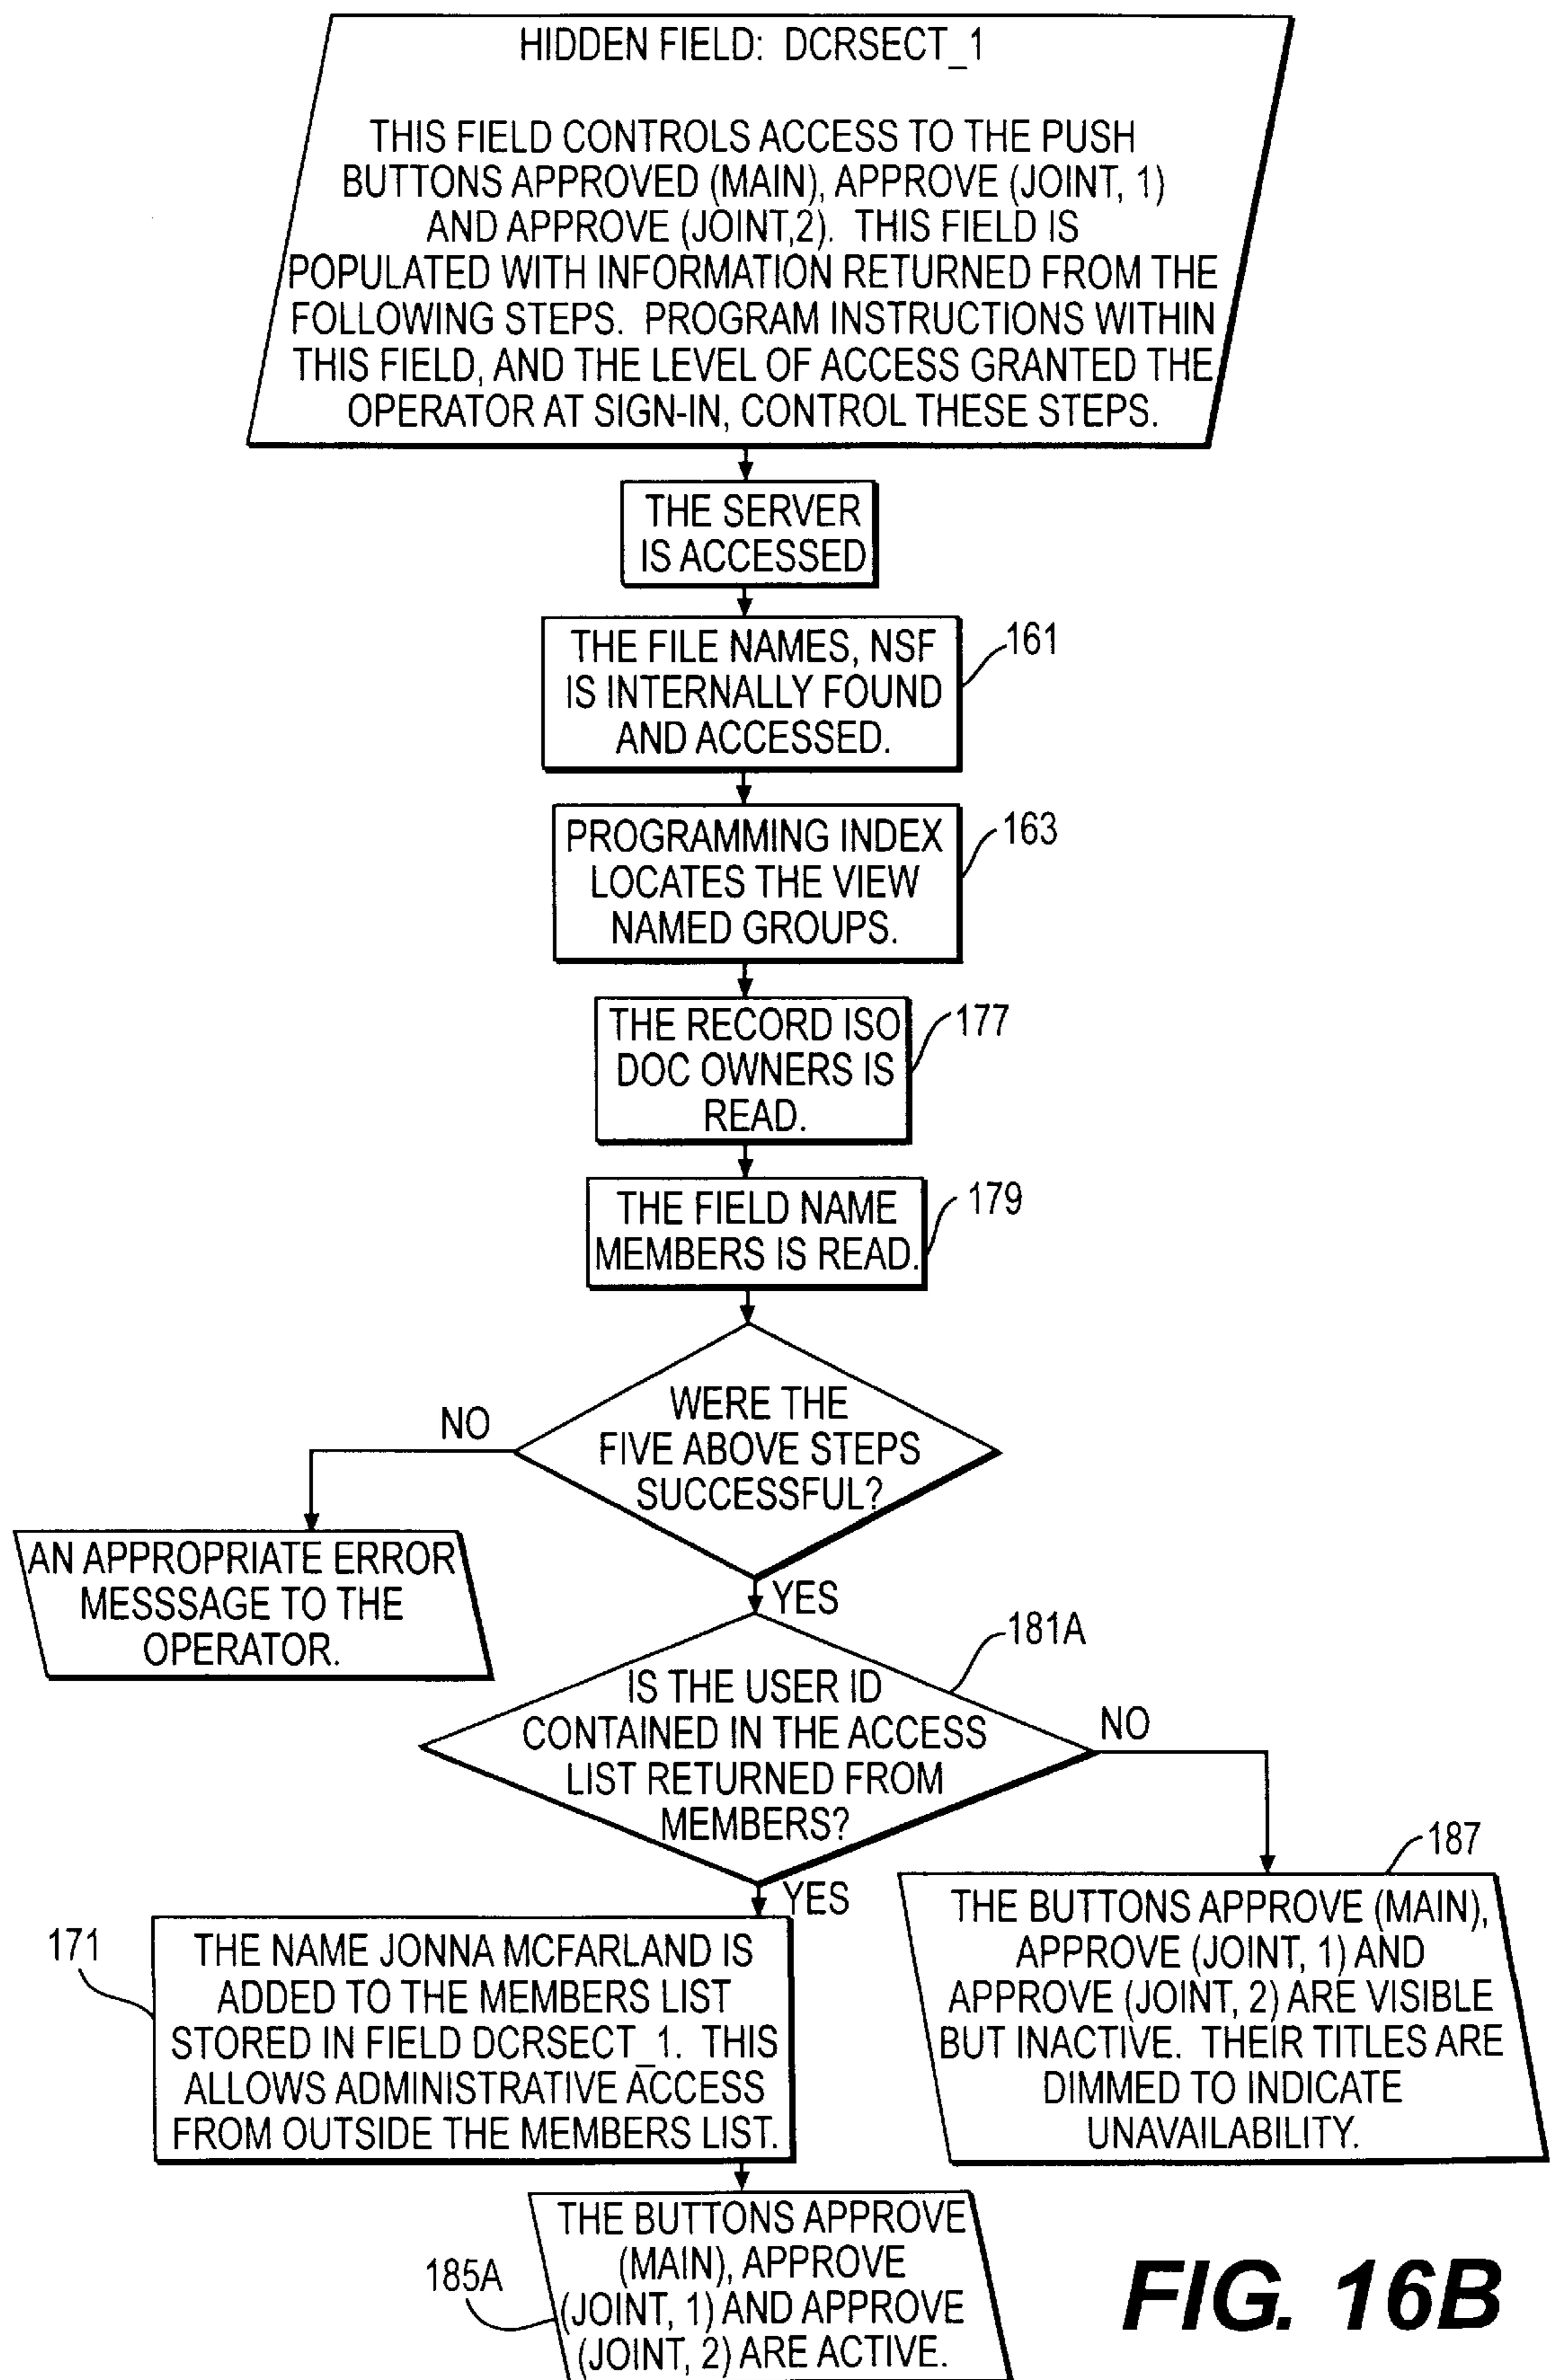 HIDDEN FIELD: DCRSECT_1
THIS FIELD CONTROLS ACCESS TO THE PUSH
BUTTONS APPROVED (MAIN), APPROVE (JOINT, 1)
AND APPROVE (JOINT,2). THIS FIELD IS
POPULATED WITH INFORMATION RETURNED FROM THE
FOLLOWING STEPS. PROGRAM INSTRUCTIONS WITHIN
THIS FIELD, AND THE LEVEL OF ACCESS GRANTED THE
OPERATOR AT SIGN-IN, CONTROL THESE STEPS.
THE SERVER
IS ACCESSED
THE FILE NAMES, NSF
IS INTERNALLY FOUND
AND ACCESSED.
161
PROGRAMMING INDEX
LOCATES THE VIEW
NAMED GROUPS.
163
THE RECORD ISO
DOC OWNERS IS
READ.
177
THE FIELD NAME
MEMBERS IS READ.
179
WERE THE
FIVE ABOVE STEPS
SUCCESSFUL?
NO
AN APPROPRIATE ERROR
MESSSAGE TO THE
OPERATOR.
YES
181A
IS THE USER ID
CONTAINED IN THE ACCESS
LIST RETURNED FROM
MEMBERS?
NO
187
THE BUTTONS APPROVE (MAIN),
APPROVE (JOINT, 1) AND
APPROVE (JOINT, 2) ARE VISIBLE
BUT INACTIVE. THEIR TITLES ARE
DIMMED TO INDICATE
UNAVAILABILITY.
YES
171
THE NAME JONNA MCFARLAND IS
ADDED TO THE MEMBERS LIST
STORED IN FIELD DCRSECT_1. THIS
ALLOWS ADMINISTRATIVE ACCESS
FROM OUTSIDE THE MEMBERS LIST.
185A
THE BUTTONS APPROVE
(MAIN), APPROVE
(JOINT, 1) AND APPROVE
(JOINT, 2) ARE ACTIVE.
FIG. 16B